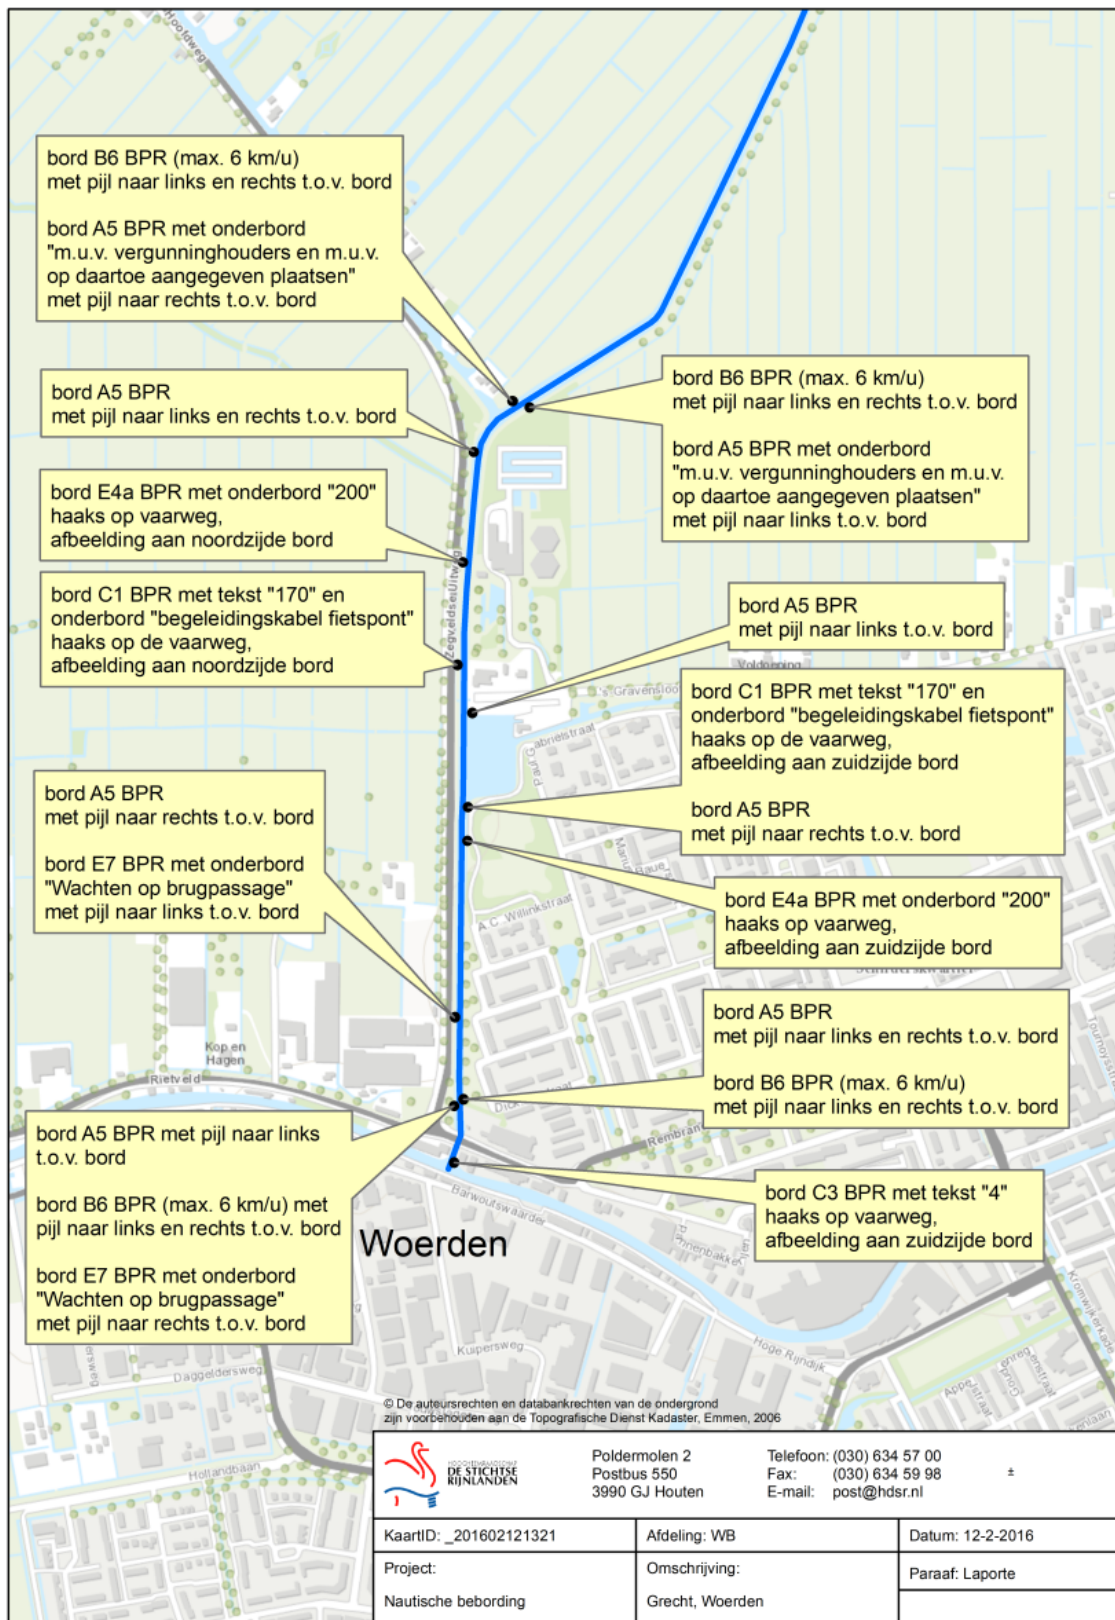 Hoofdweg
bord B6 BPR (max. 6 km/u)
met pijl naar links en rechts t.o.v. bord
bord A5 BPR met onderbord
"m.u.v. vergunninghouders en m.u.v.
op daartoe aangegeven plaatsen"
met pijl naar rechts t.o.v. bord
bord A5 BPR
met pijl naar links en rechts t.o.v. bord
bord B6 BPR (max. 6 km/u)
met pijl naar links en rechts t.o.v. bord
bord A5 BPR met onderbord
"m.u.v. vergunninghouders en m.u.v.
op daartoe aangegeven plaatsen"
met pijl naar links t.o.v. bord
bord E4a BPR met onderbord "200"
haaks op vaarweg,
afbeelding aan noordzijde bord
Zegveldse Uitweg
bord C1 BPR met tekst "170" en
onderbord "begeleidingskabel fietspont"
haaks op de vaarweg,
afbeelding aan noordzijde bord
bord A5 BPR
met pijl naar links t.o.v. bord
's Gravensloo
abriëlstraat
Paul G
bord C1 BPR met tekst "170" en
onderbord "begeleidingskabel fietspont"
haaks op de vaarweg,
afbeelding aan zuidzijde bord
bord A5 BPR
met pijl naar rechts t.o.v. bord
bord A5 BPR
met pijl naar rechts t.o.v. bord
bord E7 BPR met onderbord
"Wachten op brugpassage"
met pijl naar links t.o.v. bord
A.C. Willinkstraat
bord E4a BPR met onderbord "200"
haaks op vaarweg,
afbeelding aan zuidzijde bord
bord A5 BPR
met pijl naar links en rechts t.o.v. bord
bord B6 BPR (max. 6 km/u)
met pijl naar links en rechts t.o.v. bord
Kop en
Hagen
Rietveld
Rembran
bord A5 BPR met pijl naar links
t.o.v. bord
bord B6 BPR (max. 6 km/u) met
pijl naar links en rechts t.o.v. bord
bord E7 BPR met onderbord
"Wachten op brugpassage"
met pijl naar rechts t.o.v. bord
Barwoutswaarder
bord C3 BPR met tekst "4"
haaks op vaarweg,
afbeelding aan zuidzijde bord
Woerden
Kromwijkerkade
Hoge Rijndijk
Kuipersweg
Daggeldersweg
Hollandbaan
© De auteursrechten en databankrechten van de ondergrond
zijn voorbehouden aan de Topografische Dienst Kadaster, Emmen, 2006
HOOGHEEMRAADSCHAP
DE STICHTSE
RIJNLANDEN
Poldermolen 2
Postbus 550
3990 GJ Houten
Telefoon: (030) 634 57 00
Fax: (030) 634 59 98
E-mail: post@hdsr.nl
±
KaartID: _201602121321
Afdeling: WB
Datum: 12-2-2016
Project:
Nautische bebording
Omschrijving:
Grecht, Woerden
Paraaf: Laporte